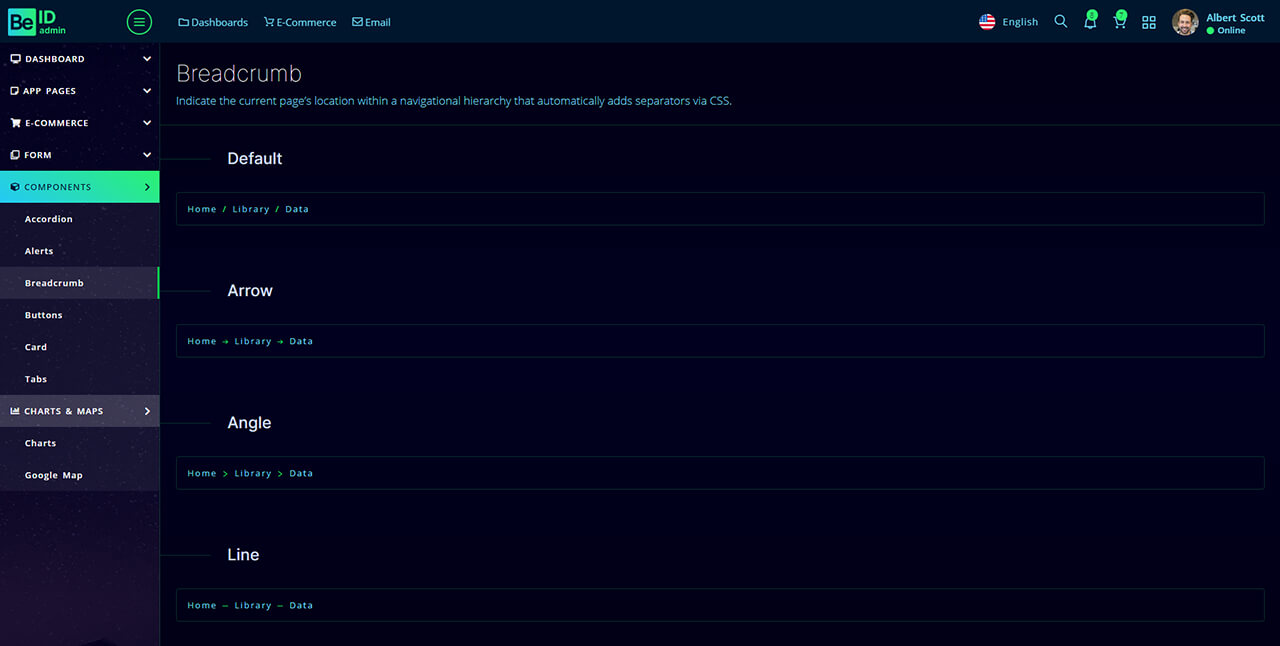 Be ID
admin
Dashboards
E-Commerce
Email
English
Albert Scott
Online
DASHBOARD
APP PAGES
E-COMMERCE
FORM
COMPONENTS
Accordion
Alerts
Breadcrumb
Buttons
Card
Tabs
CHARTS & MAPS
Charts
Google Map
Breadcrumb
Indicate the current page’s location within a navigational hierarchy that automatically adds separators via CSS.
Default
Home / Library / Data
Arrow
Home → Library → Data
Angle
Home > Library > Data
Line
Home – Library – Data